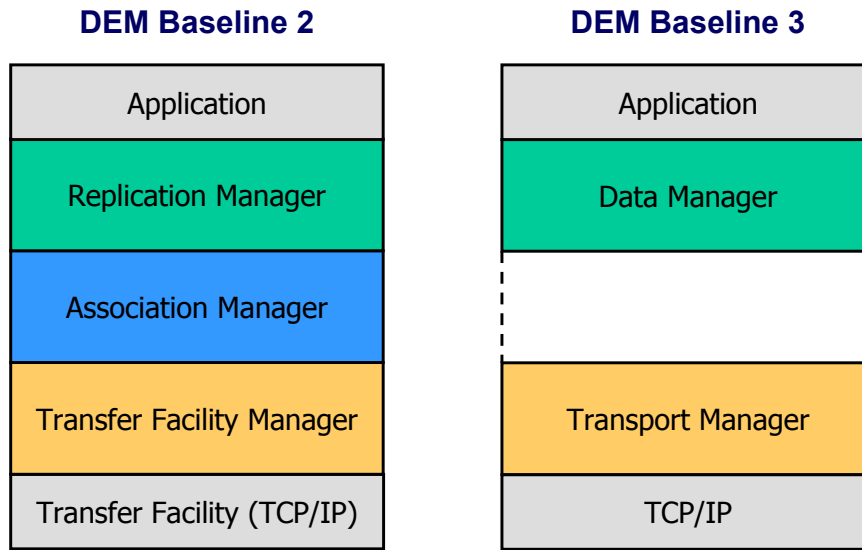 DEM Baseline 2
Application
Replication Manager
Association Manager
Transfer Facility Manager
Transfer Facility (TCP/IP)
DEM Baseline 3
Application
Data Manager
Transport Manager
TCP/IP